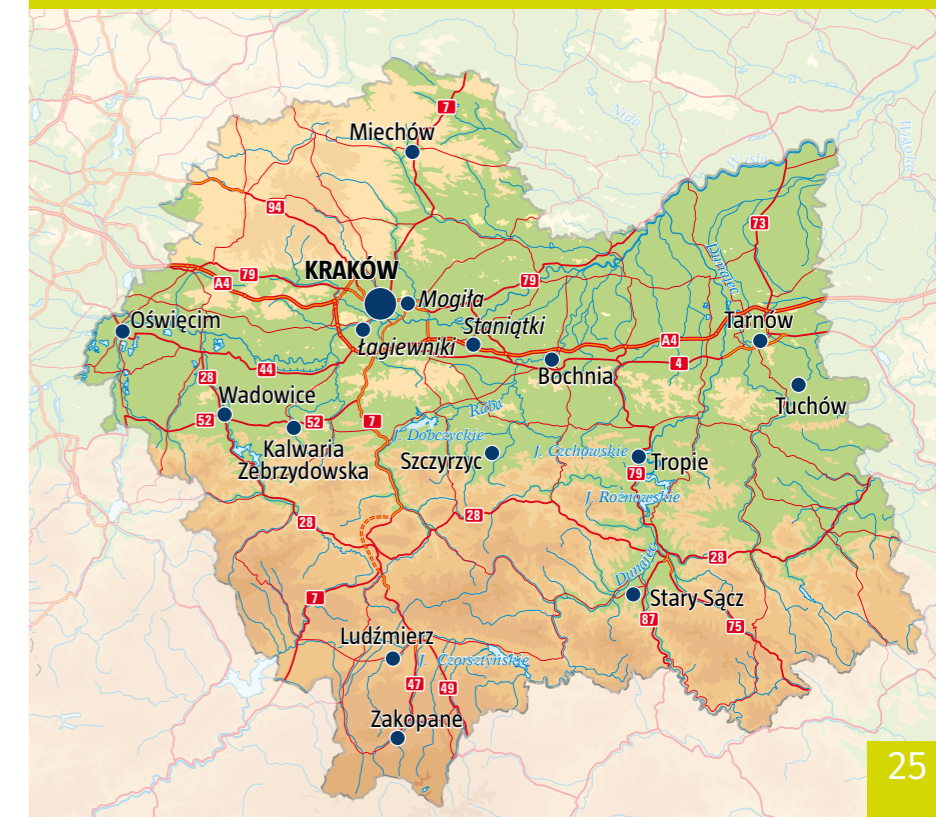 7
Miechów
Nida
Wisła
94
73
Dunajec
KRAKÓW
79
A4
79
Mogiła
Oświęcim
Staniątki
Tarnów
Łagiewniki
A4
4
Bochnia
44
28
Wadowice
Tuchów
52
52
7
Raba
J. Dobczyckie
Kalwaria
Zebrzydowska
Szczyrzyc
J. Czchowskie
Tropie
79
J. Rożnowskie
28
28
28
Dunajec
7
Stary Sącz
87
75
Ludźmierz
J. Czorsztyńskie
47
49
Zakopane
25